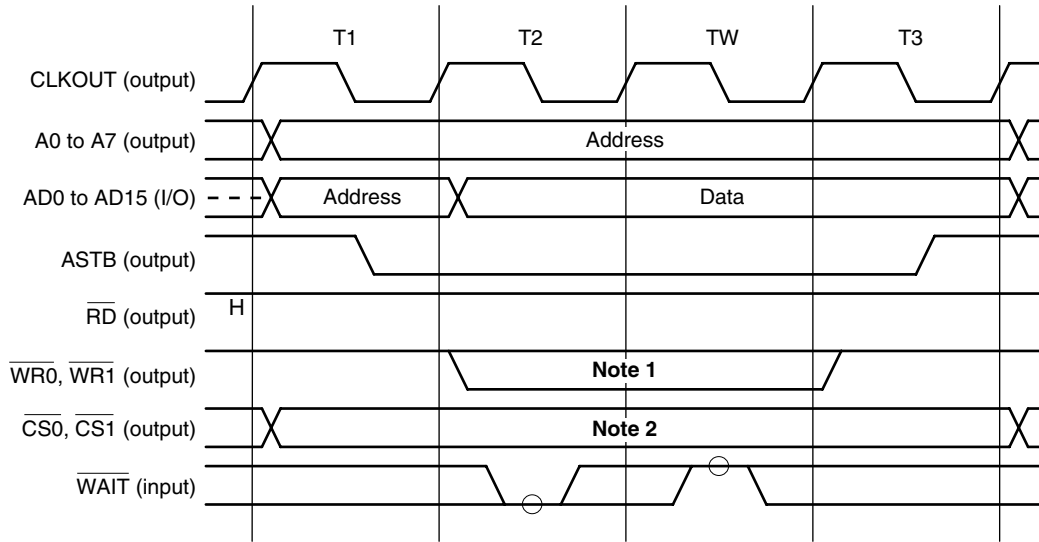 T1 T2 TW T3
CLKOUT (output)
A0 to A7 (output) Address
AD0 to AD15 (I/O) Address Data
ASTB (output)
RD (output) H
WR0, WR1 (output) Note 1
CS0, CS1 (output) Note 2
WAIT (input)